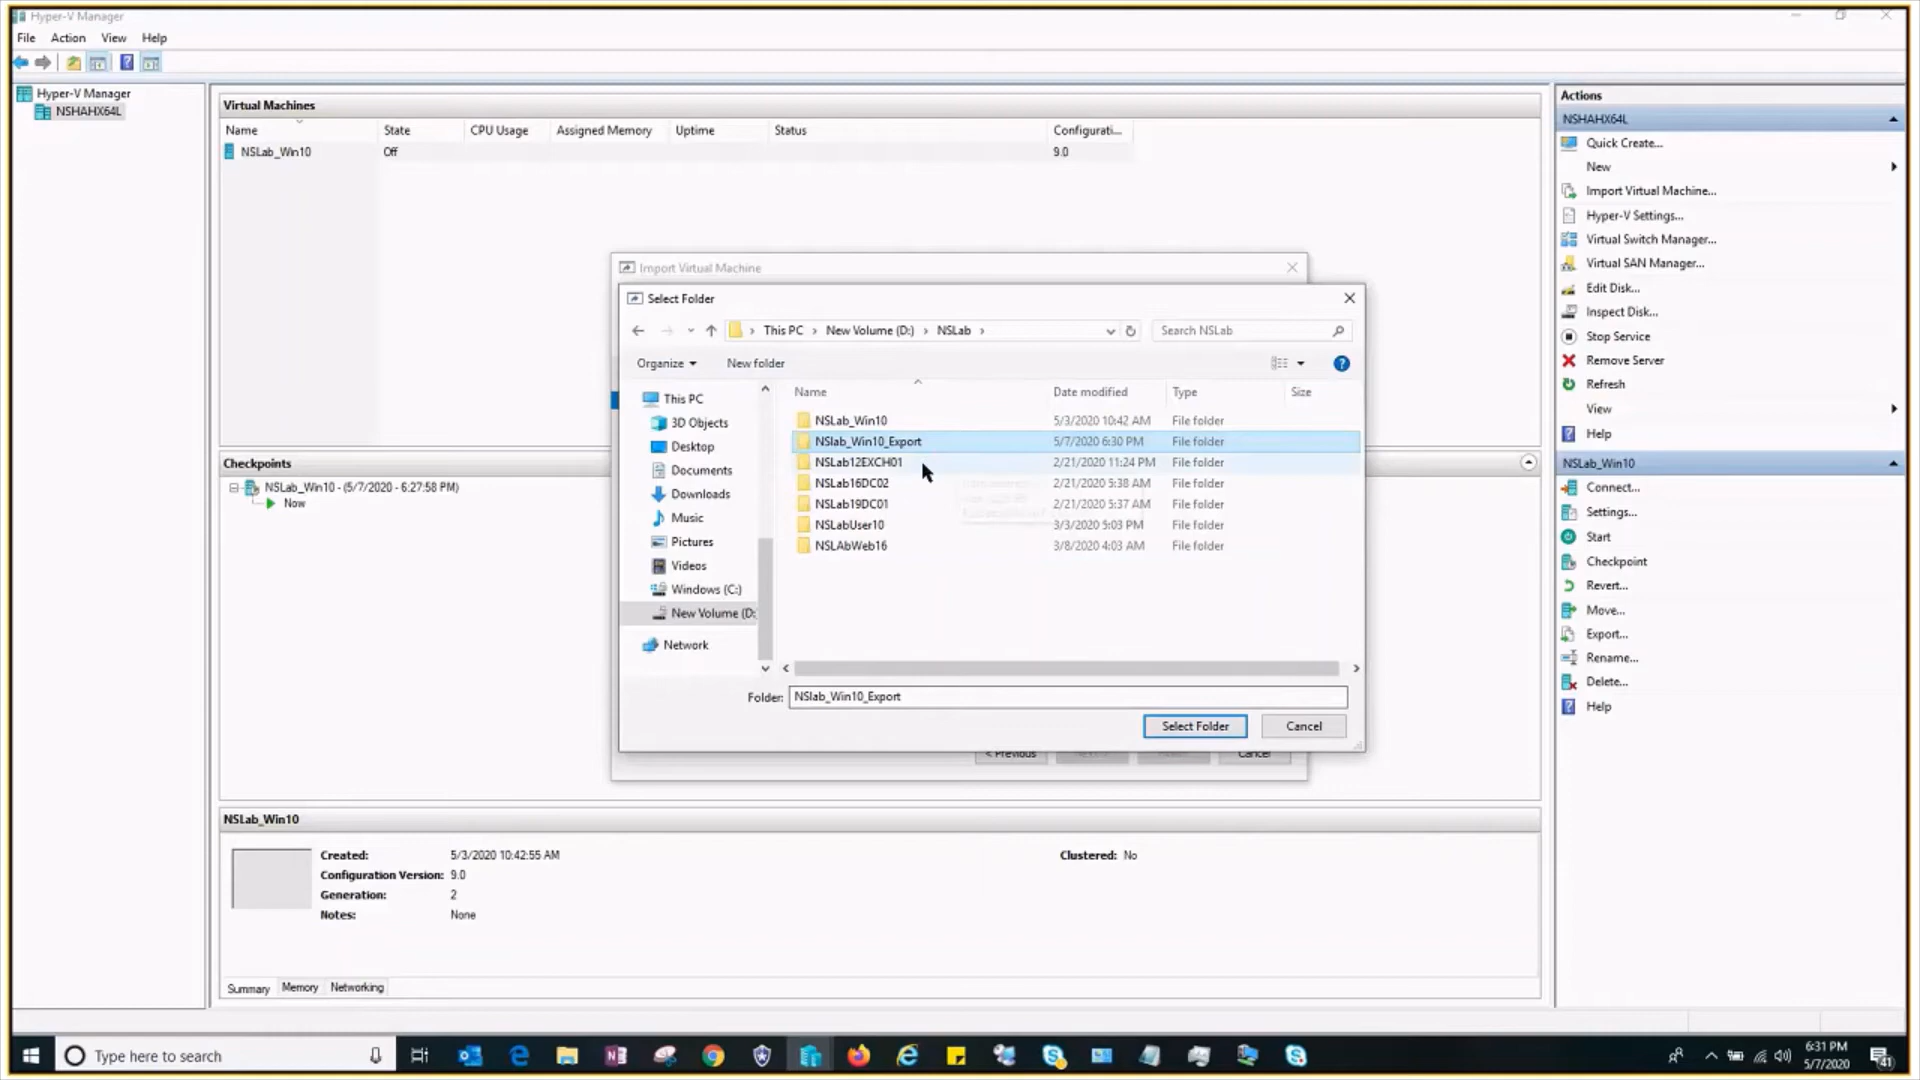 Hyper-V Manager
File Action View Help
Hyper-V Manager
NSHAHX64L
Virtual Machines
Name State CPU Usage Assigned Memory Uptime Status Configurati...
NSLab_Win10 Off 9.0
Checkpoints
NSLab_Win10 - (5/7/2020 - 6:27:58 PM)
Now
Import Virtual Machine
Select Folder
This PC > New Volume (D:) > NSLab >
Search NSLab
Organize New folder
This PC
3D Objects
Desktop
Documents
Downloads
Music
Pictures
Videos
Windows (C:)
New Volume (D:
Network
Name Date modified Type Size
NSLab_Win10 5/3/2020 10:42 AM File folder
NSlab_Win10_Export 5/7/2020 6:30 PM File folder
NSLab12EXCH01 2/21/2020 11:24 PM File folder
NSLab16DC02 2/21/2020 5:38 AM File folder
NSLab19DC01 2/21/2020 5:37 AM File folder
NSLabUser10 3/3/2020 5:03 PM File folder
NSLAbWeb16 3/8/2020 4:03 AM File folder
Folder: NSlab_Win10_Export
Select Folder Cancel
< Previous Cancel
NSLab_Win10
Created: 5/3/2020 10:42:55 AM Clustered: No
Configuration Version: 9.0
Generation: 2
Notes: None
Summary Memory Networking
Actions
NSHAHX64L
Quick Create...
New
Import Virtual Machine...
Hyper-V Settings...
Virtual Switch Manager...
Virtual SAN Manager...
Edit Disk...
Inspect Disk...
Stop Service
Remove Server
Refresh
View
Help
NSLab_Win10
Connect...
Settings...
Start
Checkpoint
Revert...
Move...
Export...
Rename...
Delete...
Help
Type here to search
6:31 PM
5/7/2020
41